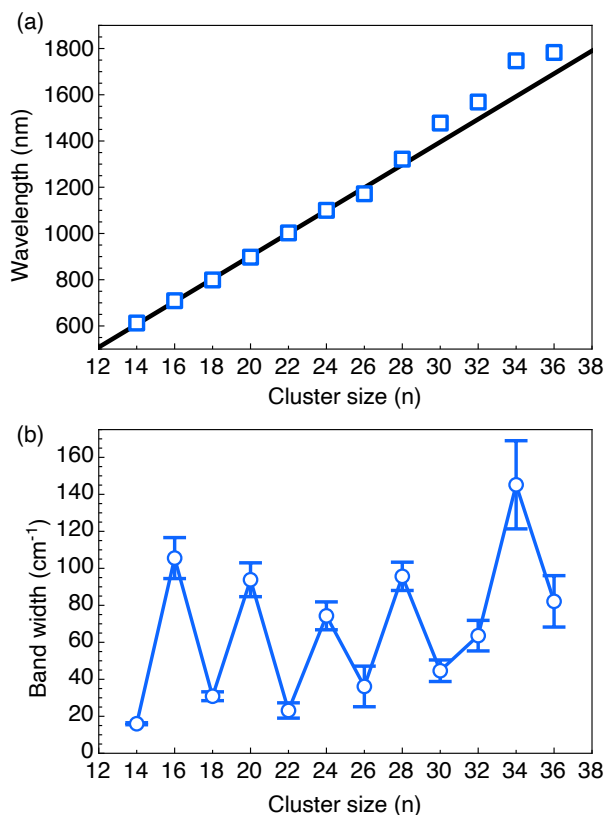 (a)
1800
1600
1400
1200
1000
800
600
Wavelength (nm)
12 14 16 18 20 22 24 26 28 30 32 34 36 38
Cluster size (n)
(b)
160
140
120
100
80
60
40
20
0
Band width (cm⁻¹)
12 14 16 18 20 22 24 26 28 30 32 34 36 38
Cluster size (n)